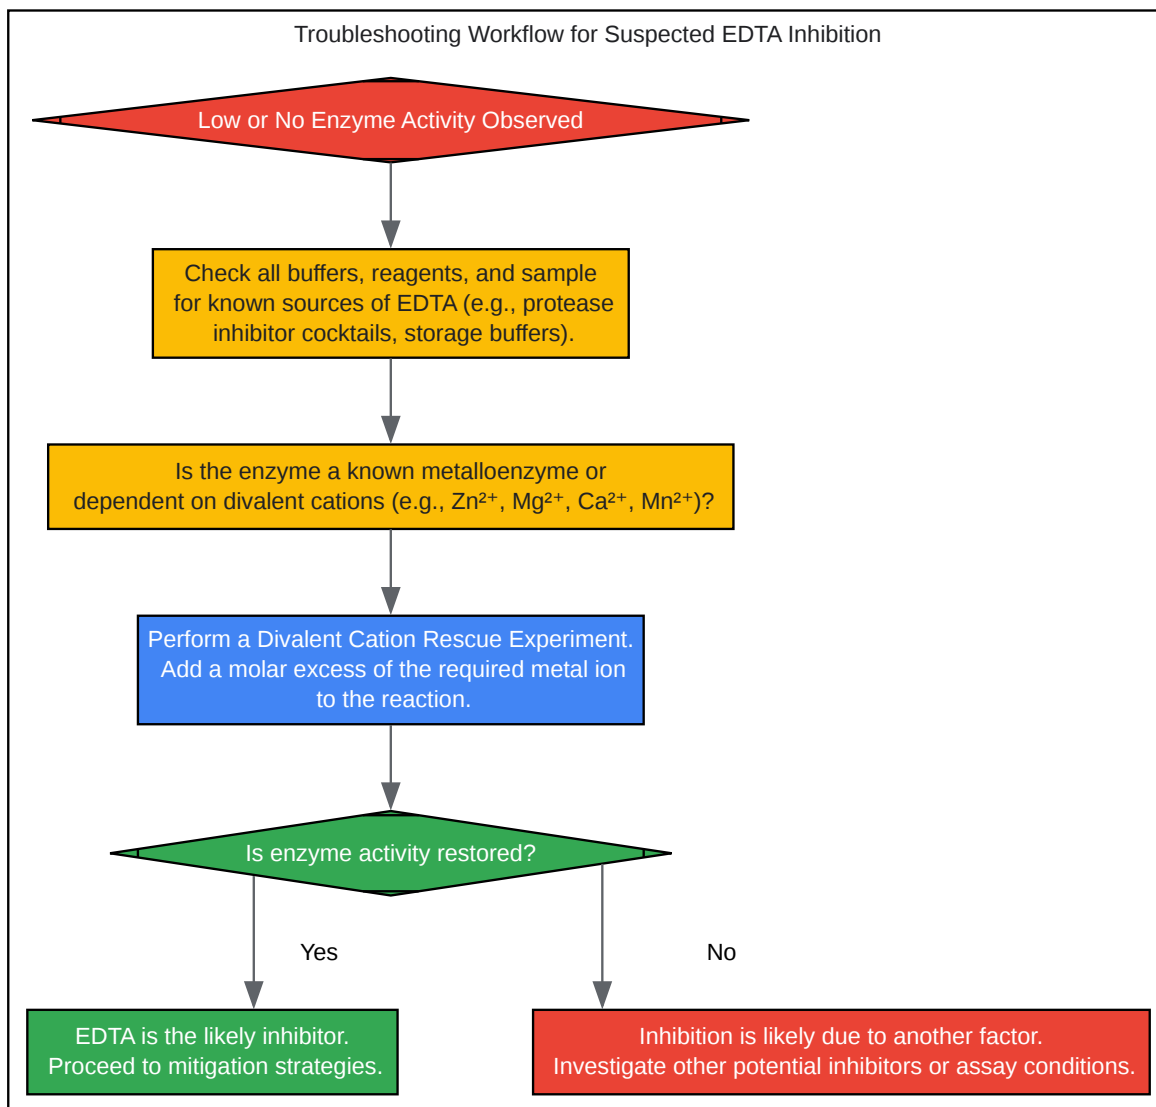 Troubleshooting Workflow for Suspected EDTA Inhibition
Low or No Enzyme Activity Observed
Check all buffers, reagents, and sample
for known sources of EDTA (e.g., protease
inhibitor cocktails, storage buffers).
Is the enzyme a known metalloenzyme or
dependent on divalent cations (e.g., Zn²⁺, Mg²⁺, Ca²⁺, Mn²⁺)?
Perform a Divalent Cation Rescue Experiment.
Add a molar excess of the required metal ion
to the reaction.
Is enzyme activity restored?
Yes
No
EDTA is the likely inhibitor.
Proceed to mitigation strategies.
Inhibition is likely due to another factor.
Investigate other potential inhibitors or assay conditions.